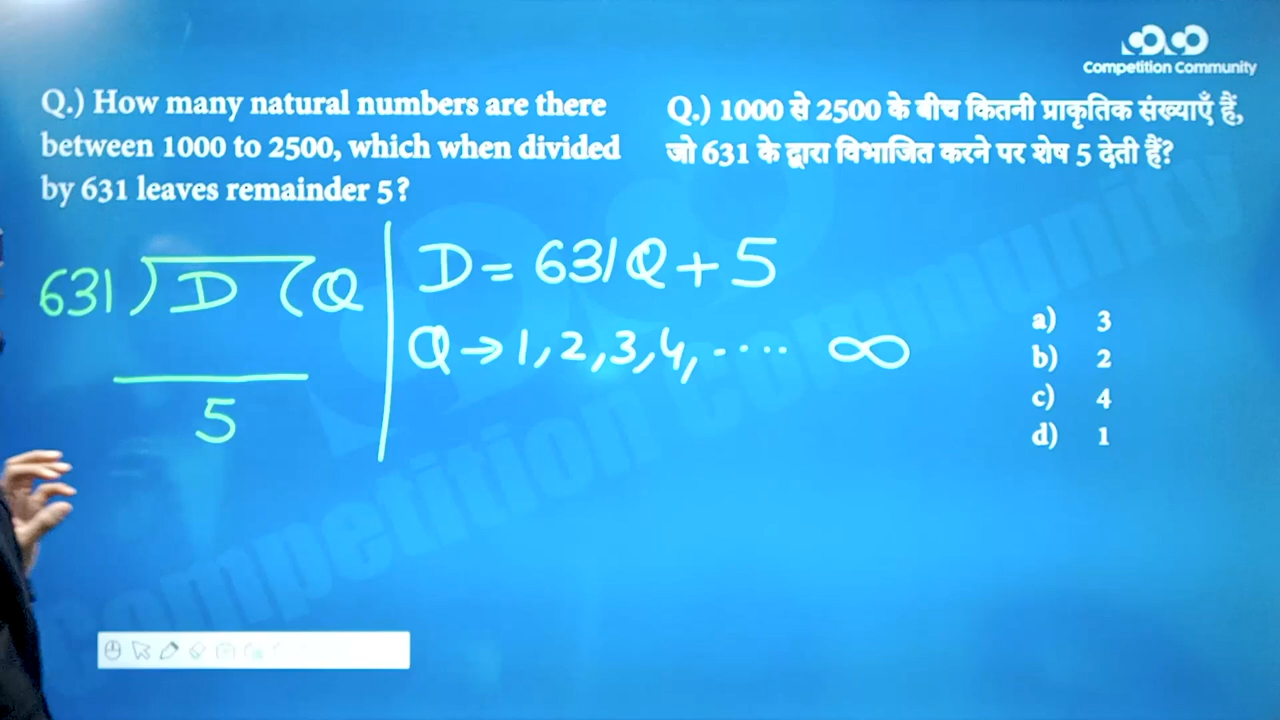 Competition Community
Q.) How many natural numbers are there
between 1000 to 2500, which when divided
by 631 leaves remainder 5?
Q.) 1000 से 2500 के बीच कितनी प्राकृतिक संख्याएँ हैं,
जो 631 के द्वारा विभाजित करने पर शेष 5 देती हैं?
631 ) D ( Q
5
D = 631Q + 5
Q → 1, 2, 3, 4, ..... ∞
a) 3
b) 2
c) 4
d) 1
competition community